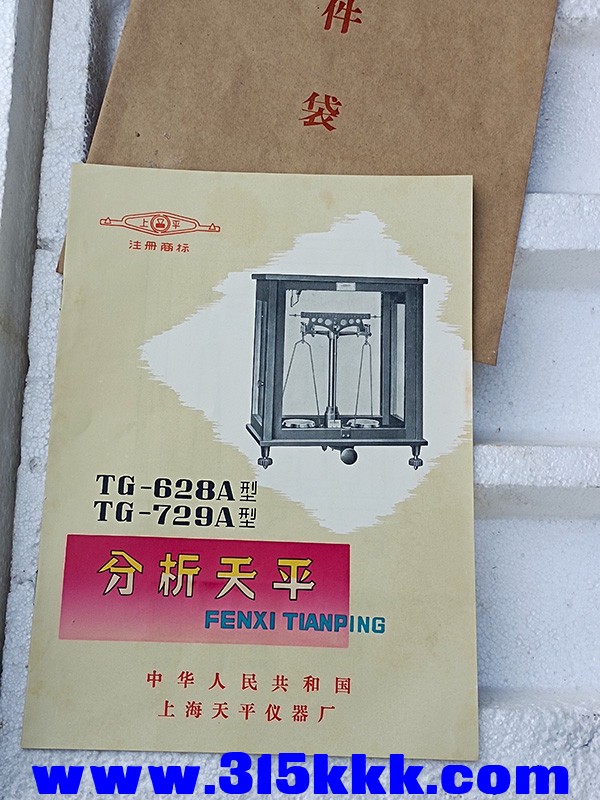 件
袋
上平
注册商标
TG-628A型
TG-729A型
分析天平
FENXI TIANPING
中华人民共和国
上海天平仪器厂
www.315kkk.com